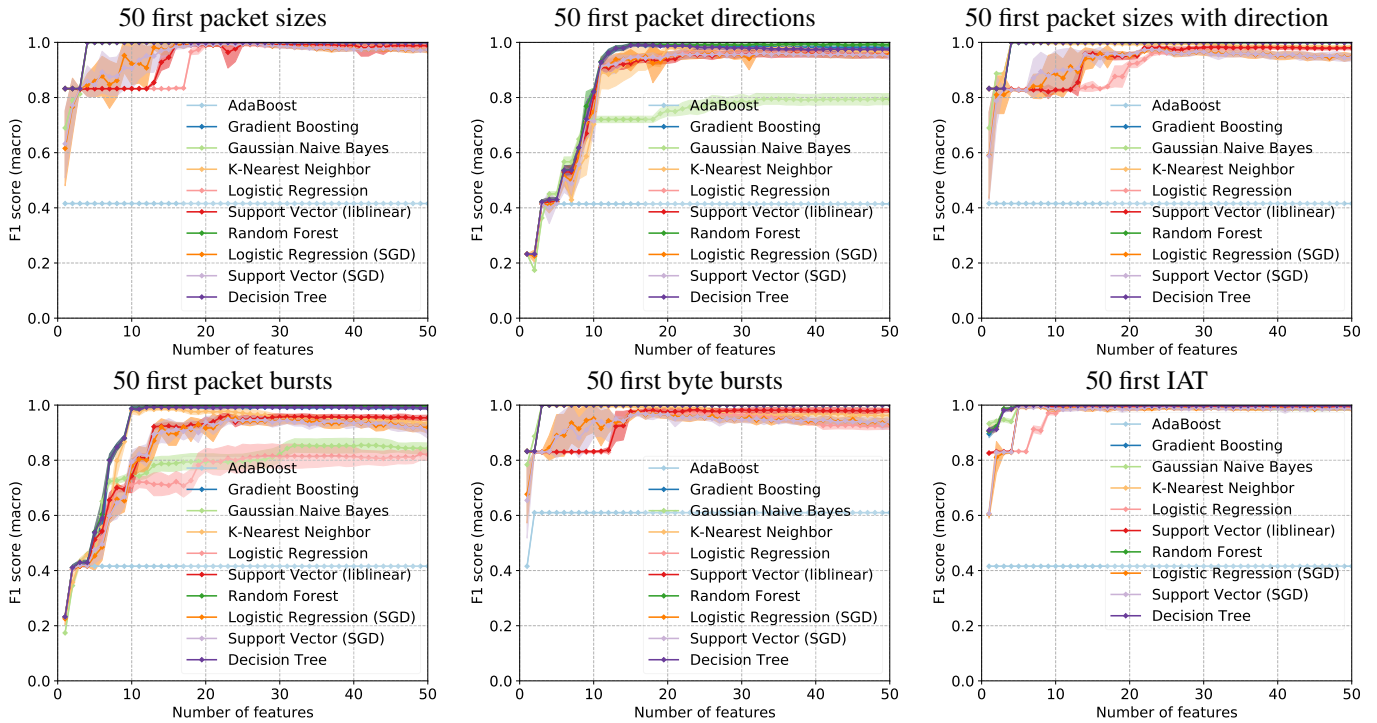 50 first packet sizes
1.0
0.8
0.6
0.4
0.2
0.0
F1 score (macro)
AdaBoost
Gradient Boosting
Gaussian Naive Bayes
K-Nearest Neighbor
Logistic Regression
Support Vector (liblinear)
Random Forest
Logistic Regression (SGD)
Support Vector (SGD)
Decision Tree
0 10 20 30 40 50
Number of features
50 first packet directions
1.0
0.8
0.6
0.4
0.2
0.0
F1 score (macro)
AdaBoost
Gradient Boosting
Gaussian Naive Bayes
K-Nearest Neighbor
Logistic Regression
Support Vector (liblinear)
Random Forest
Logistic Regression (SGD)
Support Vector (SGD)
Decision Tree
0 10 20 30 40 50
Number of features
50 first packet sizes with direction
1.0
0.8
0.6
0.4
0.2
0.0
F1 score (macro)
AdaBoost
Gradient Boosting
Gaussian Naive Bayes
K-Nearest Neighbor
Logistic Regression
Support Vector (liblinear)
Random Forest
Logistic Regression (SGD)
Support Vector (SGD)
Decision Tree
0 10 20 30 40 50
Number of features
50 first packet bursts
1.0
0.8
0.6
0.4
0.2
0.0
F1 score (macro)
AdaBoost
Gradient Boosting
Gaussian Naive Bayes
K-Nearest Neighbor
Logistic Regression
Support Vector (liblinear)
Random Forest
Logistic Regression (SGD)
Support Vector (SGD)
Decision Tree
0 10 20 30 40 50
Number of features
50 first byte bursts
1.0
0.8
0.6
0.4
0.2
0.0
F1 score (macro)
AdaBoost
Gradient Boosting
Gaussian Naive Bayes
K-Nearest Neighbor
Logistic Regression
Support Vector (liblinear)
Random Forest
Logistic Regression (SGD)
Support Vector (SGD)
Decision Tree
0 10 20 30 40 50
Number of features
50 first IAT
1.0
0.8
0.6
0.4
0.2
0.0
F1 score (macro)
AdaBoost
Gradient Boosting
Gaussian Naive Bayes
K-Nearest Neighbor
Logistic Regression
Support Vector (liblinear)
Random Forest
Logistic Regression (SGD)
Support Vector (SGD)
Decision Tree
0 10 20 30 40 50
Number of features